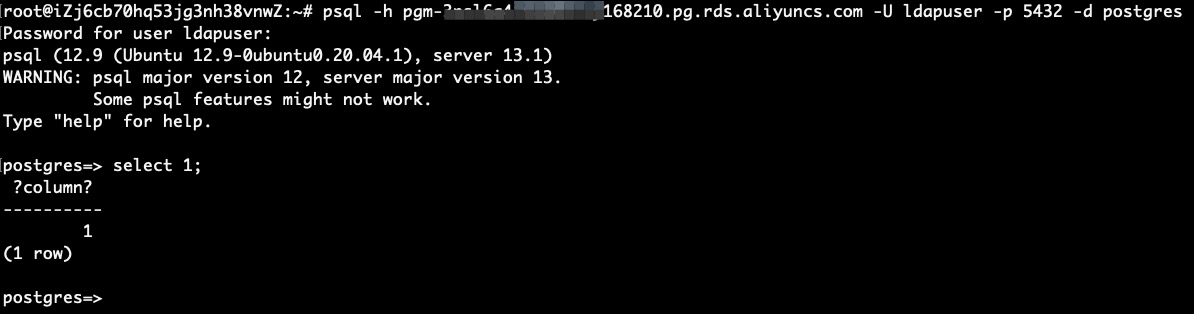 [root@iZj6cb70hq53jg3nh38vnwZ:~# psql -h pgm-168210.pg.rds.aliyuncs.com -U ldapuser -p 5432 -d postgres
[Password for user ldapuser:
psql (12.9 (Ubuntu 12.9-0ubuntu0.20.04.1), server 13.1)
WARNING: psql major version 12, server major version 13.
Some psql features might not work.
Type "help" for help.
[postgres=> select 1;
?column?
----------
1
(1 row)
postgres=>